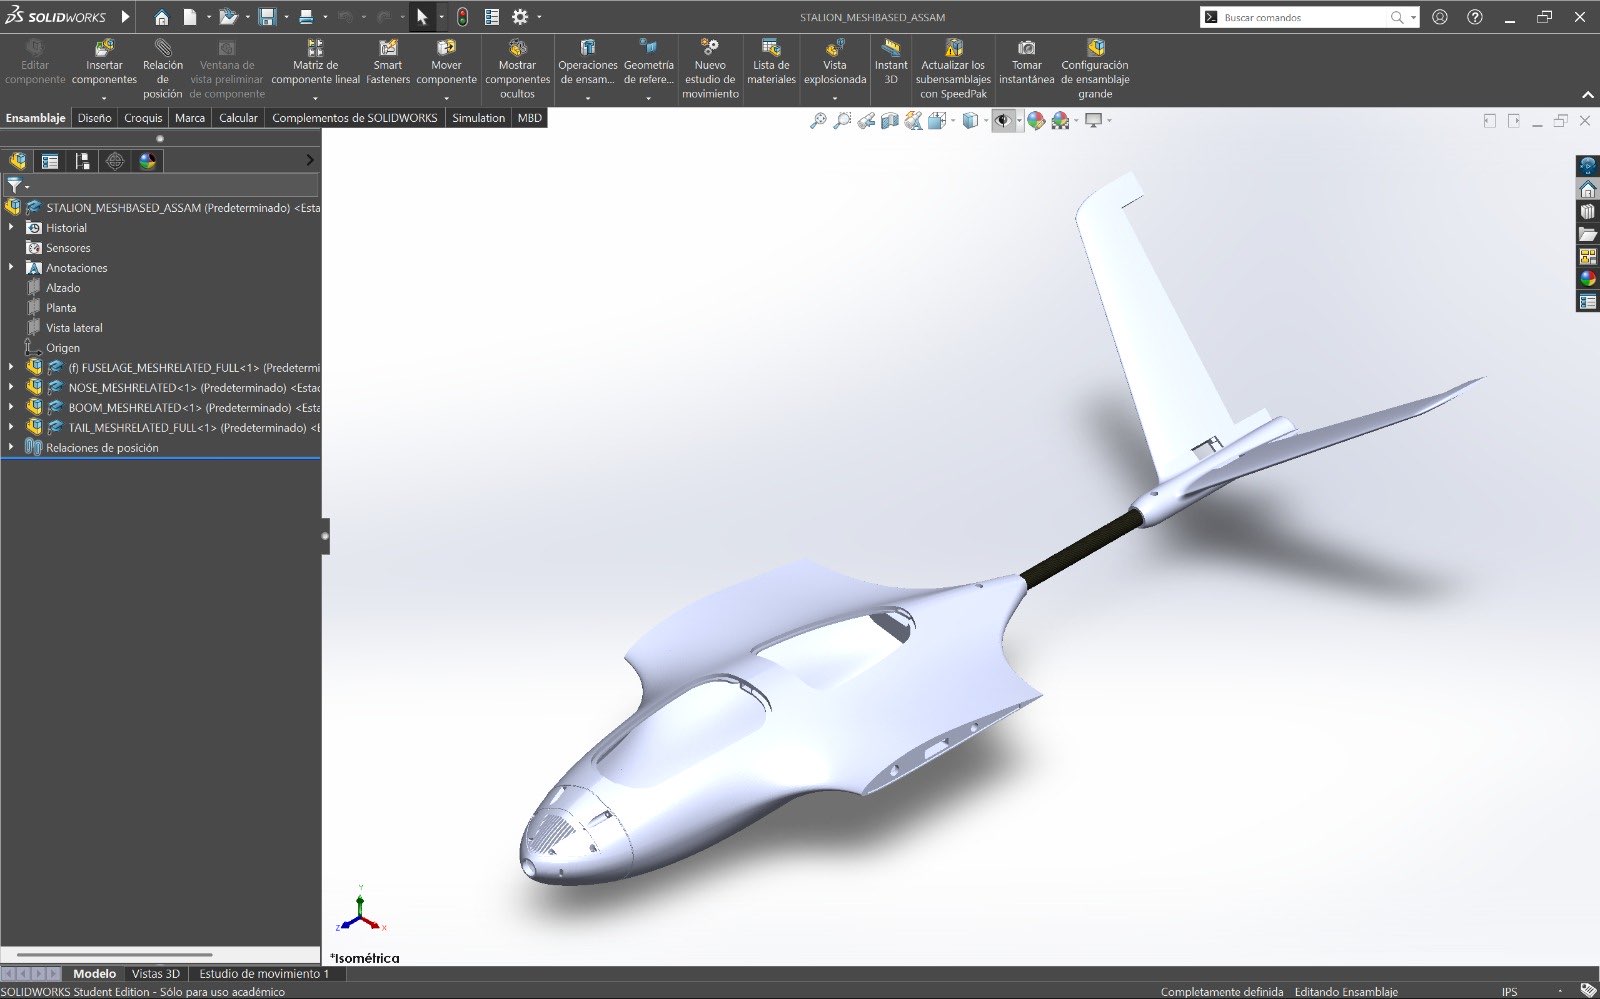 SOLIDWORKS
STALION_MESHBASED_ASSAM
Buscar comandos
Editar componente
Insertar componentes
Relación de posición
Ventana de vista preliminar de componente
Matriz de componente lineal
Smart Fasteners
Mover componente
Mostrar componentes ocultos
Operaciones de ensam...
Geometría de refere...
Nuevo estudio de movimiento
Lista de materiales
Vista explosionada
Instant 3D
Actualizar los subensamblajes con SpeedPak
Tomar instantánea
Configuración de ensamblaje grande
Ensamblaje Diseño Croquis Marca Calcular Complementos de SOLIDWORKS Simulation MBD
STALION_MESHBASED_ASSAM (Predeterminado) <Esta
Historial
Sensores
Anotaciones
Alzado
Planta
Vista lateral
Origen
(f) FUSELAGE_MESHRELATED_FULL<1> (Predetermi
NOSE_MESHRELATED<1> (Predeterminado) <Estac
BOOM_MESHRELATED<1> (Predeterminado) <Esta
TAIL_MESHRELATED_FULL<1> (Predeterminado) <E
Relaciones de posición
Y
Z
X
*Isométrica
Modelo Vistas 3D Estudio de movimiento 1
SOLIDWORKS Student Edition - Sólo para uso académico
Completamente definida Editando Ensamblaje IPS